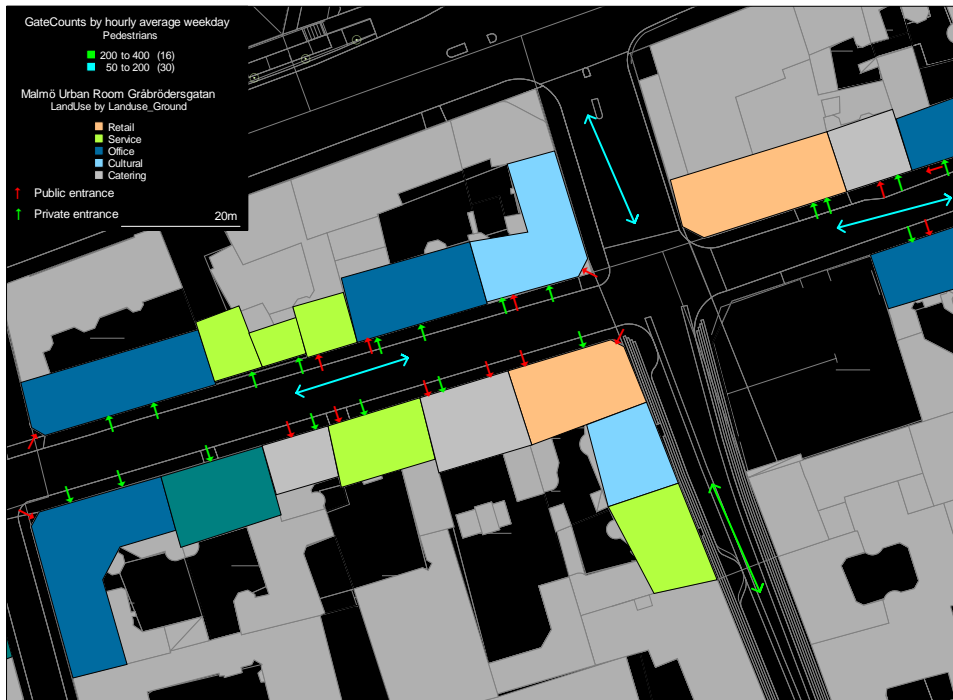 GateCounts by hourly average weekday
Pedestrians
200 to 400 (16)
50 to 200 (30)
Malmö Urban Room Gråbrödersgatan
LandUse by Landuse_Ground
Retail
Service
Office
Cultural
Catering
Public entrance
Private entrance
20m